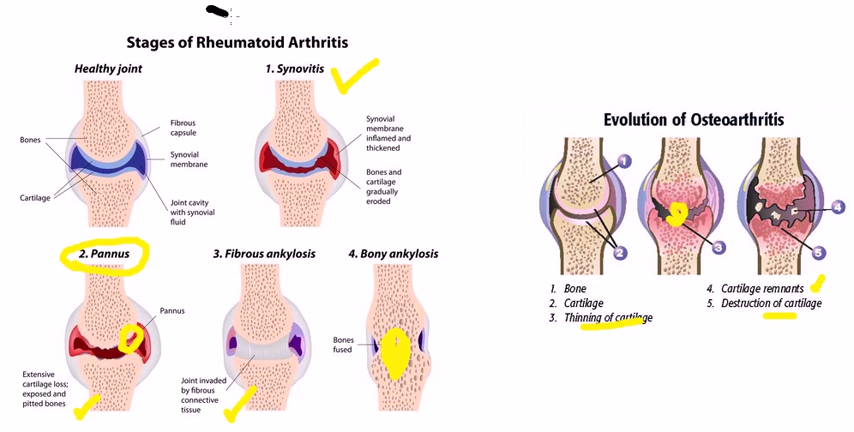 Stages of Rheumatoid Arthritis
Healthy joint
Bones
Cartilage
Fibrous
capsule
Synovial
membrane
Joint cavity
with synovial
fluid
1. Synovitis
Synovial
membrane
inflamed and
thickened
Bones and
cartilage
gradually
eroded
2. Pannus
Pannus
Extensive
cartilage loss;
exposed and
pitted bones
3. Fibrous ankylosis
Joint invaded
by fibrous
connective
tissue
4. Bony ankylosis
Bones
fused
Evolution of Osteoarthritis
1
2
3
4
5
1. Bone
2. Cartilage
3. Thinning of cartilage
4. Cartilage remnants
5. Destruction of cartilage